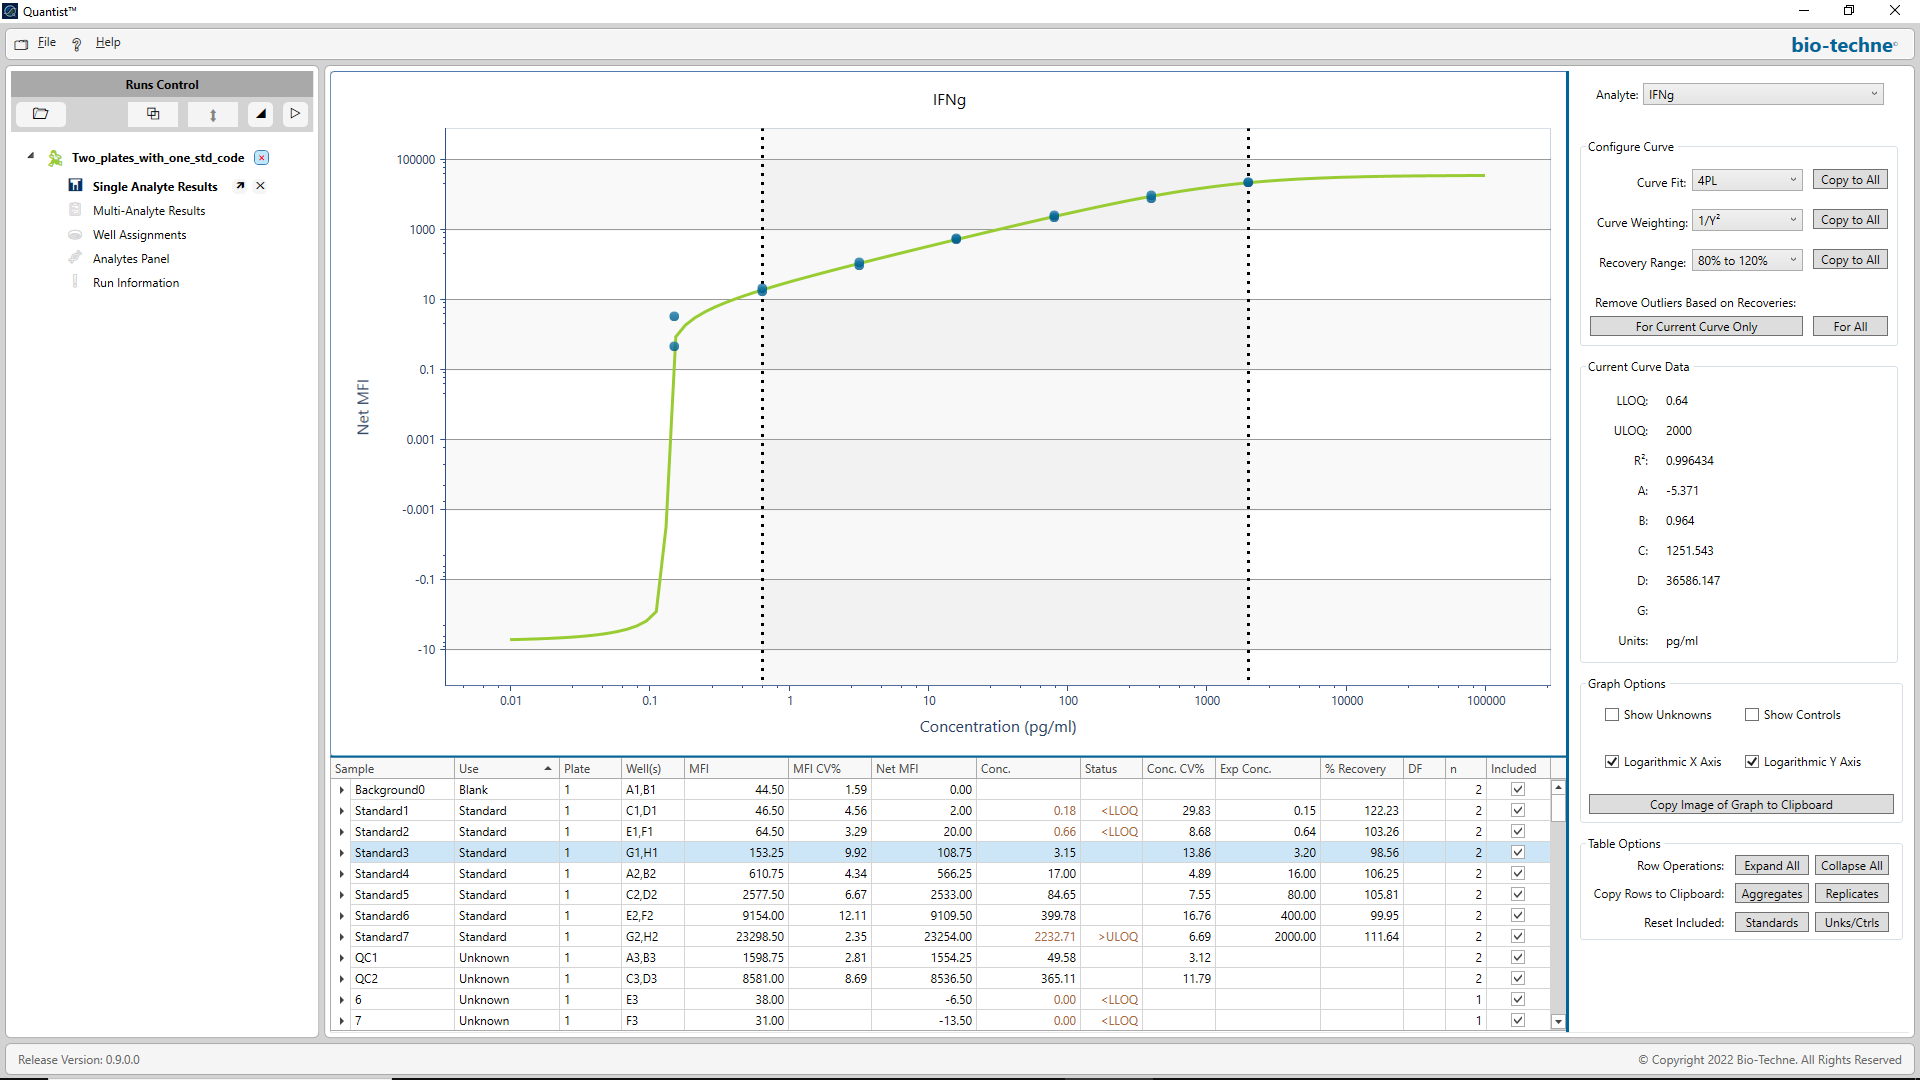 Quantist™
File
Help
bio-techne®
Runs Control
Two_plates_with_one_std_code
Single Analyte Results
Multi-Analyte Results
Well Assignments
Analytes Panel
Run Information
IFNg
100000
1000
10
0.1
0.001
-0.001
-0.1
-10
Net MFI
0.01 0.1 1 10 100 1000 10000 100000
Concentration (pg/ml)
Sample Use Plate Well(s) MFI MFI CV% Net MFI Conc. Status Conc. CV% Exp Conc. % Recovery DF n Included
Background0 Blank 1 A1,B1 44.50 1.59 0.00 2
Standard1 Standard 1 C1,D1 46.50 4.56 2.00 0.18 <LLOQ 29.83 0.15 122.23 2
Standard2 Standard 1 E1,F1 64.50 3.29 20.00 0.66 <LLOQ 8.68 0.64 103.26 2
Standard3 Standard 1 G1,H1 153.25 9.92 108.75 3.15 13.86 3.20 98.56 2
Standard4 Standard 1 A2,B2 610.75 4.34 566.25 17.00 4.89 16.00 106.25 2
Standard5 Standard 1 C2,D2 2577.50 6.67 2533.00 84.65 7.55 80.00 105.81 2
Standard6 Standard 1 E2,F2 9154.00 12.11 9109.50 399.78 16.76 400.00 99.95 2
Standard7 Standard 1 G2,H2 23298.50 2.35 23254.00 2232.71 >ULOQ 6.69 2000.00 111.64 2
QC1 Unknown 1 A3,B3 1598.75 2.81 1554.25 49.58 3.12 2
QC2 Unknown 1 C3,D3 8581.00 8.69 8536.50 365.11 11.79 2
6 Unknown 1 E3 38.00 -6.50 0.00 <LLOQ 1
7 Unknown 1 F3 31.00 -13.50 0.00 <LLOQ 1
Analyte: IFNg
Configure Curve
Curve Fit: 4PL Copy to All
Curve Weighting: 1/Y² Copy to All
Recovery Range: 80% to 120% Copy to All
Remove Outliers Based on Recoveries:
For Current Curve Only For All
Current Curve Data
LLOQ: 0.64
ULOQ: 2000
R²: 0.996434
A: -5.371
B: 0.964
C: 1251.543
D: 36586.147
G:
Units: pg/ml
Graph Options
Show Unknowns Show Controls
Logarithmic X Axis Logarithmic Y Axis
Copy Image of Graph to Clipboard
Table Options
Row Operations: Expand All Collapse All
Copy Rows to Clipboard: Aggregates Replicates
Reset Included: Standards Unks/Ctrls
Release Version: 0.9.0.0
© Copyright 2022 Bio-Techne. All Rights Reserved